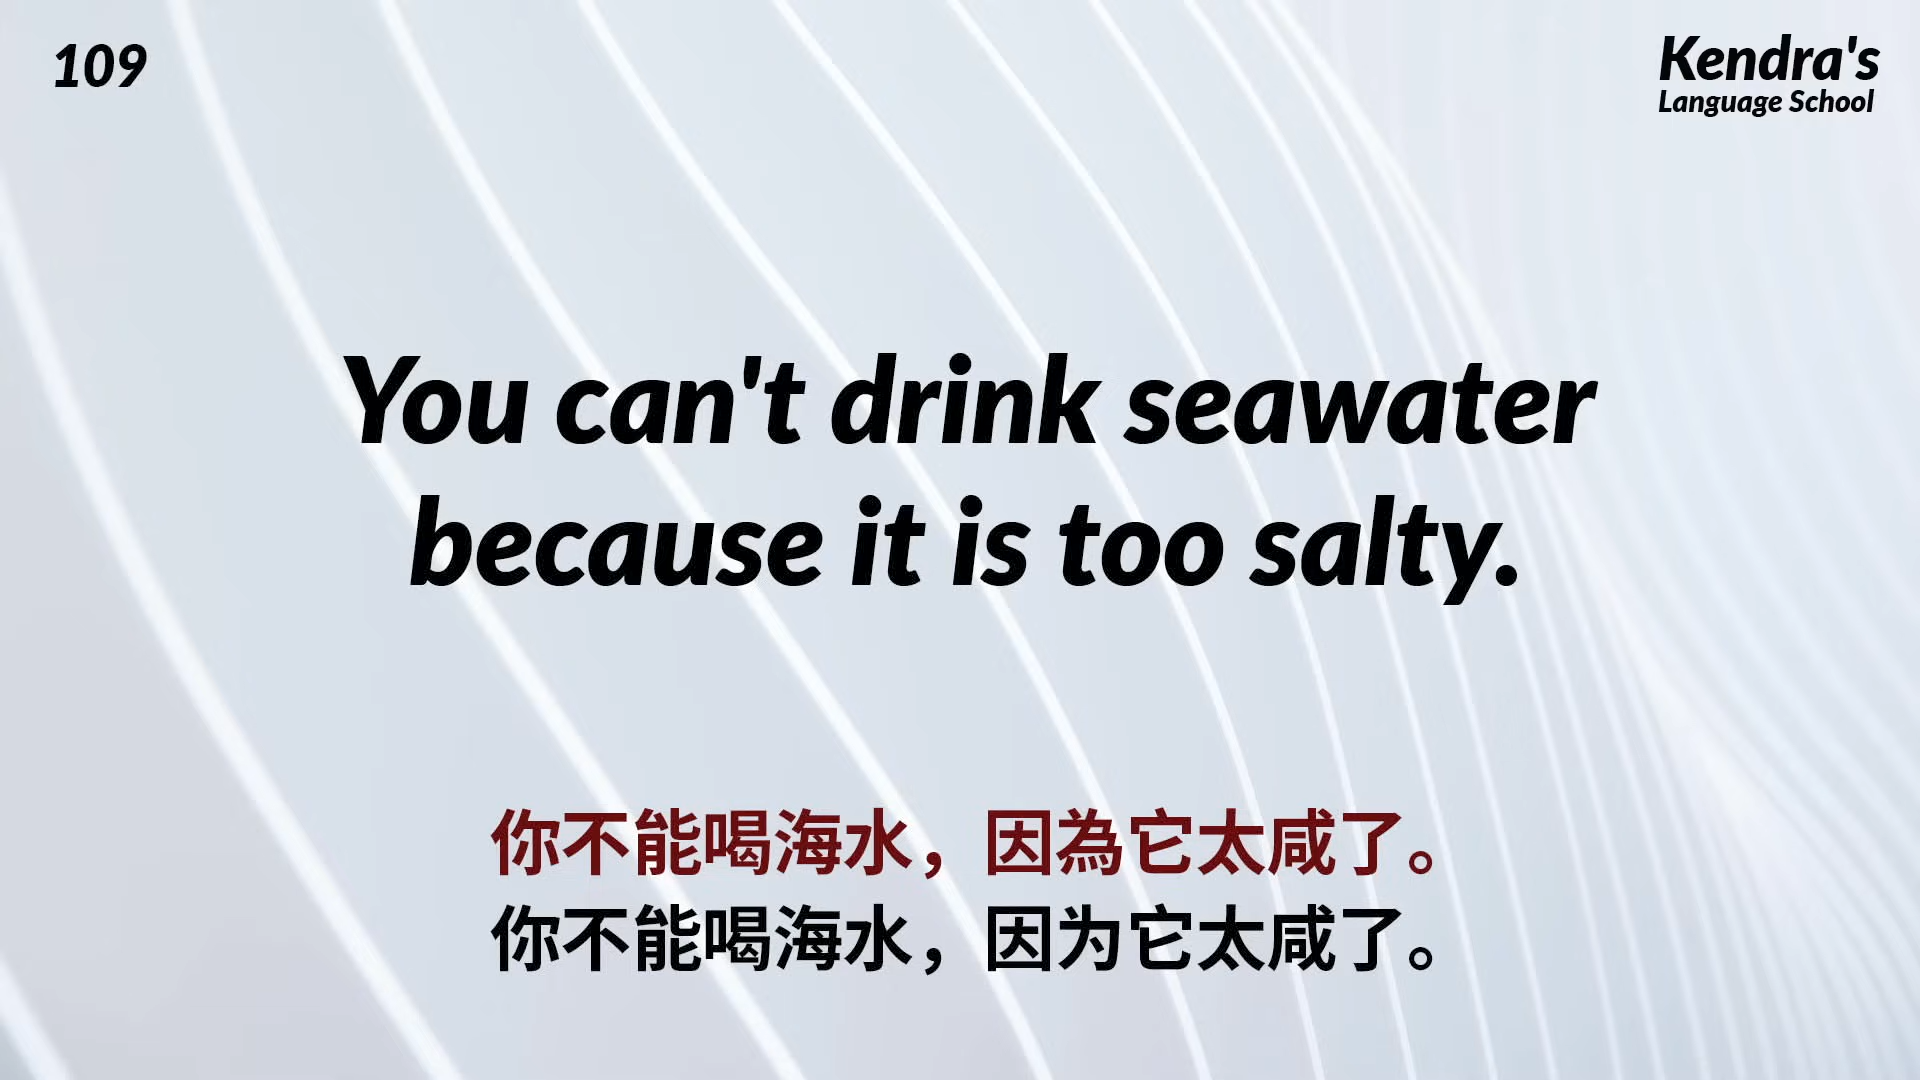 109
Kendra's
Language School
You can't drink seawater
because it is too salty.
你不能喝海水，因為它太咸了。
你不能喝海水，因为它太咸了。